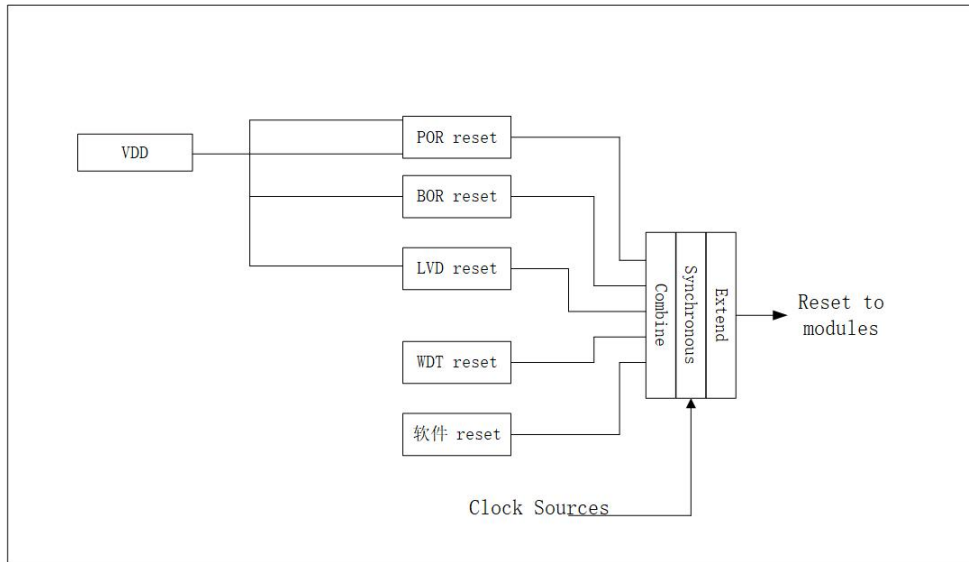 VDD
POR reset
BOR reset
LVD reset
WDT reset
软件 reset
Combine
Synchronous
Extend
Reset to
modules
Clock Sources